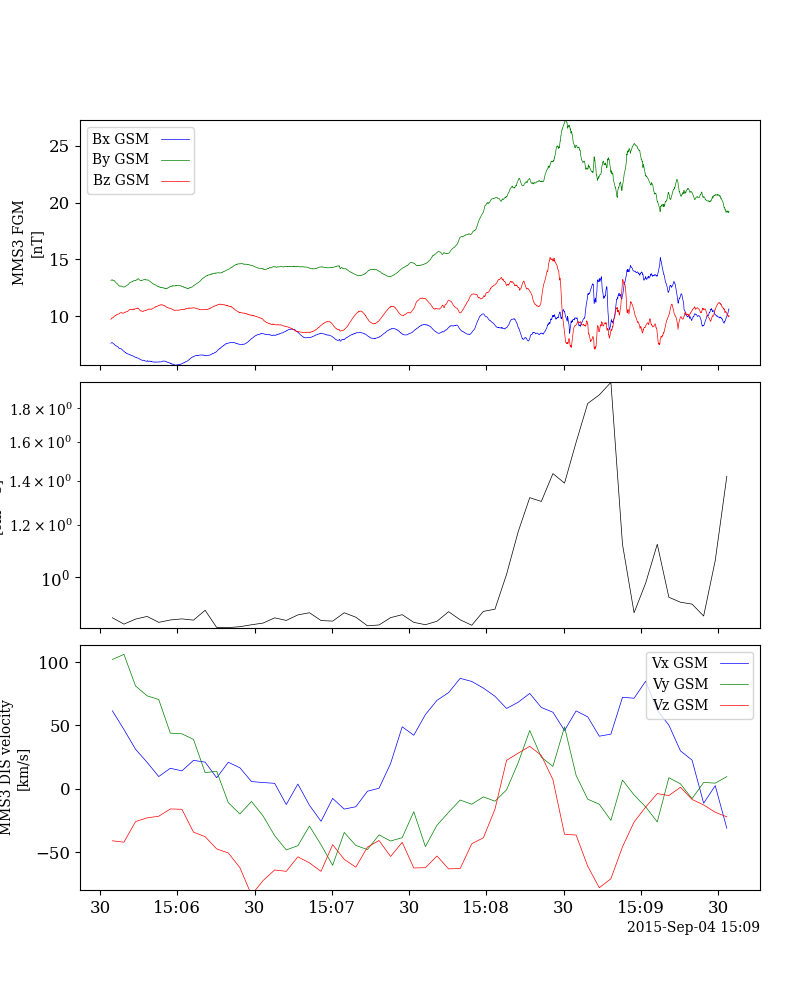 MMS3 FGM
[nT]
25
20
15
10
Bx GSM
By GSM
Bz GSM
1.8 × 10⁰
1.6 × 10⁰
1.4 × 10⁰
1.2 × 10⁰
10⁰
MMS3 DIS velocity
[km/s]
100
50
0
−50
Vx GSM
Vy GSM
Vz GSM
30 15:06 30 15:07 30 15:08 30 15:09 30
2015-Sep-04 15:09